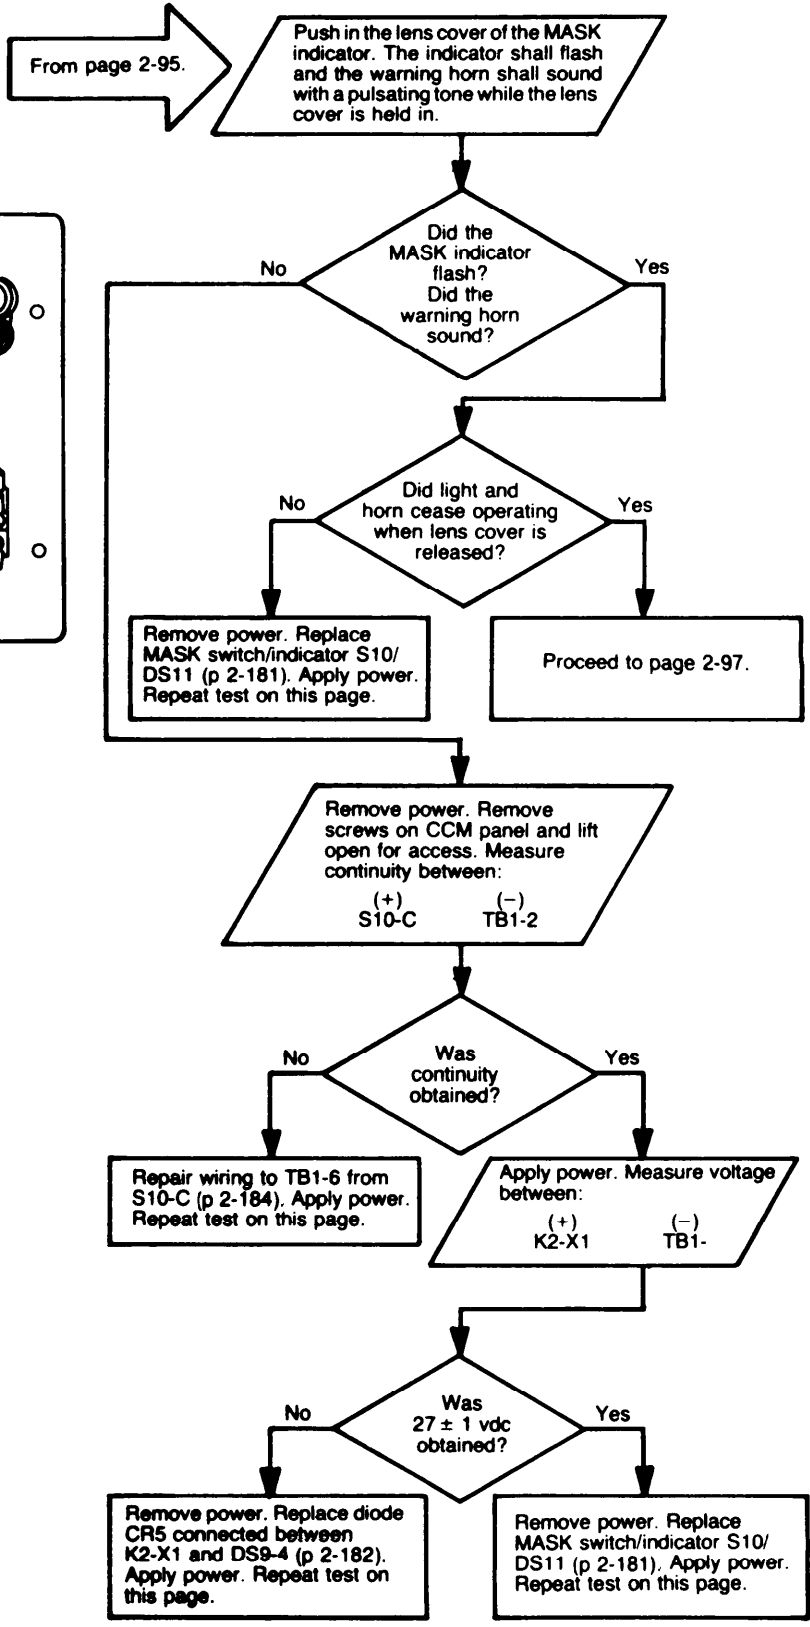 From page 2-95.
Push in the lens cover of the MASK
indicator. The indicator shall flash
and the warning horn shall sound
with a pulsating tone while the lens
cover is held in.
Did the
MASK indicator
flash?
Did the
warning horn
sound?
No
Yes
Did light and
horn cease operating
when lens cover is
released?
No
Yes
Remove power. Replace
MASK switch/indicator S10/
DS11 (p 2-181). Apply power.
Repeat test on this page.
Proceed to page 2-97.
Remove power. Remove
screws on CCM panel and lift
open for access. Measure
continuity between:
(+) (−)
S10-C TB1-2
Was
continuity
obtained?
No
Yes
Repair wiring to TB1-6 from
S10-C (p 2-184). Apply power.
Repeat test on this page.
Apply power. Measure voltage
between:
(+) (−)
K2-X1 TB1-
Was
27 ± 1 vdc
obtained?
No
Yes
Remove power. Replace diode
CR5 connected between
K2-X1 and DS9-4 (p 2-182).
Apply power. Repeat test on
this page.
Remove power. Replace
MASK switch/indicator S10/
DS11 (p 2-181). Apply power.
Repeat test on this page.